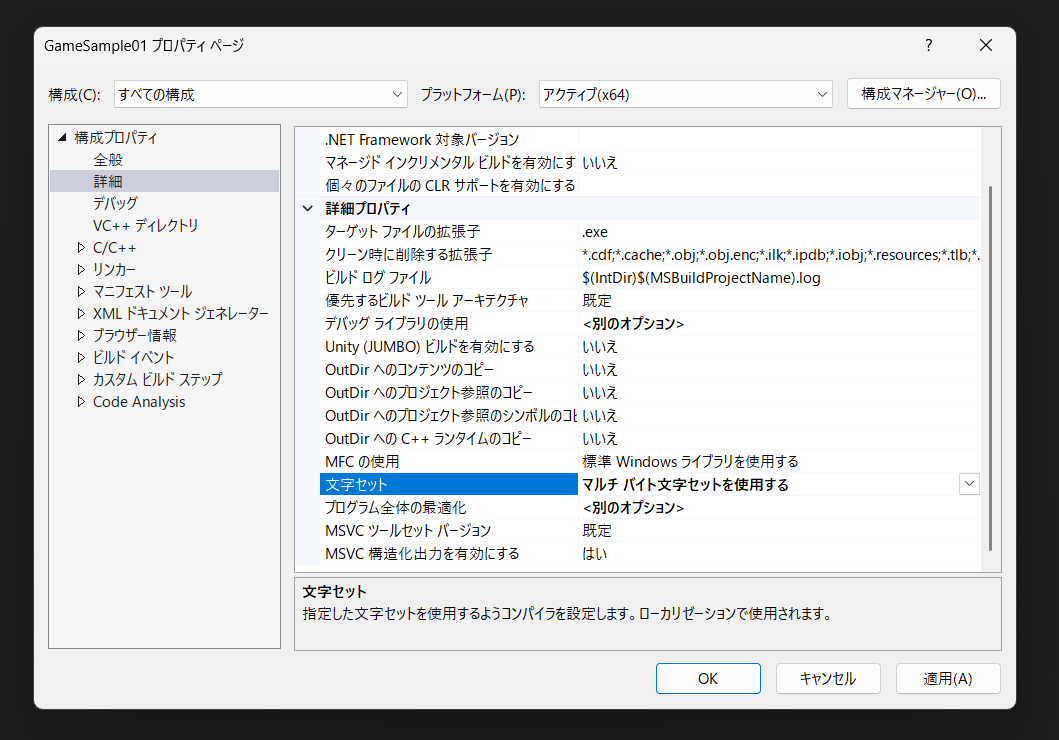 GameSample01 プロパティ ページ
?
構成(C):
すべての構成
プラットフォーム(P):
アクティブ(x64)
構成マネージャー(O)...
構成プロパティ
全般
詳細
デバッグ
VC++ ディレクトリ
C/C++
リンカー
マニフェスト ツール
XML ドキュメント ジェネレーター
ブラウザー情報
ビルド イベント
カスタム ビルド ステップ
Code Analysis
.NET Framework 対象バージョン
マネージド インクリメンタル ビルドを有効にす いいえ
個々のファイルの CLR サポートを有効にする
詳細プロパティ
ターゲット ファイルの拡張子 .exe
クリーン時に削除する拡張子 *.cdf;*.cache;*.obj;*.obj.enc;*.ilk;*.ipdb;*.iobj;*.resources;*.tlb;*.
ビルド ログ ファイル $(IntDir)$(MSBuildProjectName).log
優先するビルド ツール アーキテクチャ 既定
デバッグ ライブラリの使用 <別のオプション>
Unity (JUMBO) ビルドを有効にする いいえ
OutDir へのコンテンツのコピー いいえ
OutDir へのプロジェクト参照のコピー いいえ
OutDir へのプロジェクト参照のシンボルのコピ いいえ
OutDir への C++ ランタイムのコピー いいえ
MFC の使用 標準 Windows ライブラリを使用する
文字セット マルチ バイト文字セットを使用する
プログラム全体の最適化 <別のオプション>
MSVC ツールセット バージョン 既定
MSVC 構造化出力を有効にする はい
文字セット
指定した文字セットを使用するようコンパイラを設定します。ローカリゼーションで使用されます。
OK
キャンセル
適用(A)